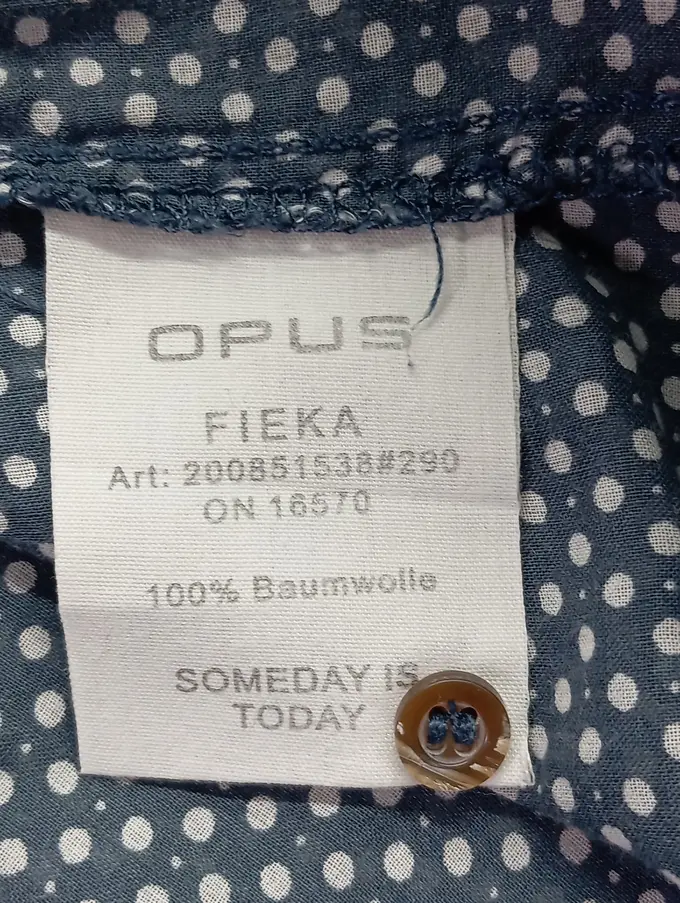 OPUS
FIEKA
Art: 200851538#290
ON 16570
100% Baumwolle
SOMEDAY IS
TODAY